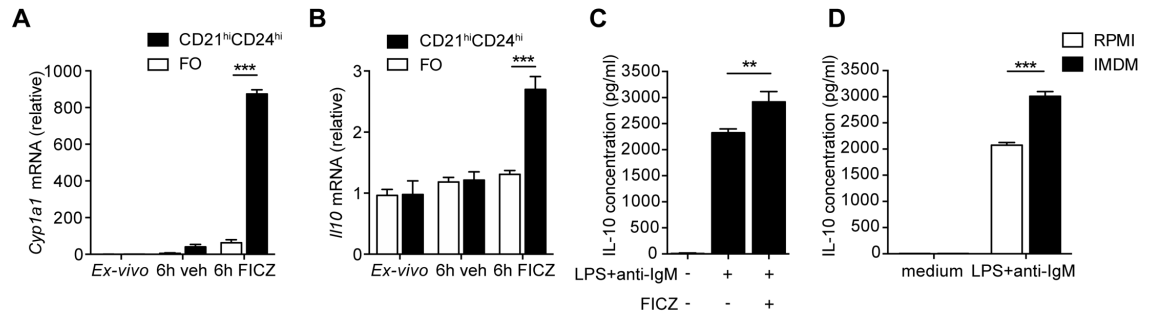 A
CD21hiCD24hi
FO
Cyp1a1 mRNA (relative)
1000
800
600
400
200
0
***
Ex-vivo 6h veh 6h FICZ
B
CD21hiCD24hi
FO
Il10 mRNA (relative)
3
2
1
0
***
Ex-vivo 6h veh 6h FICZ
C
IL-10 concentration (pg/ml)
3500
3000
2500
2000
1500
1000
500
0
**
LPS+anti-IgM - + +
FICZ - - +
D
RPMI
IMDM
IL-10 concentration (pg/ml)
3500
3000
2500
2000
1500
1000
500
0
***
medium LPS+anti-IgM